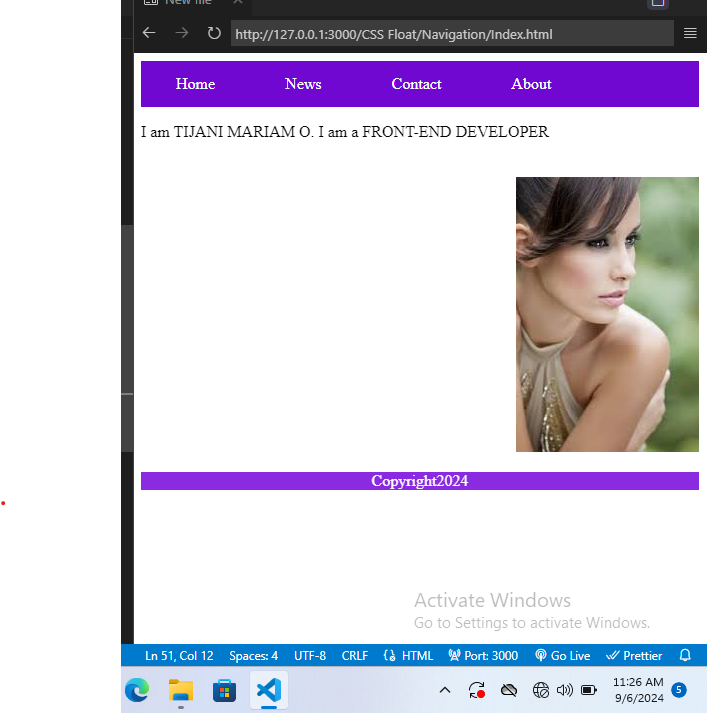 New file
http://127.0.0.1:3000/CSS Float/Navigation/Index.html
Home News Contact About
I am TIJANI MARIAM O. I am a FRONT-END DEVELOPER
Copyright2024
Activate Windows
Go to Settings to activate Windows.
Ln 51, Col 12 Spaces: 4 UTF-8 CRLF HTML Port: 3000 Go Live Prettier
11:26 AM
9/6/2024 5